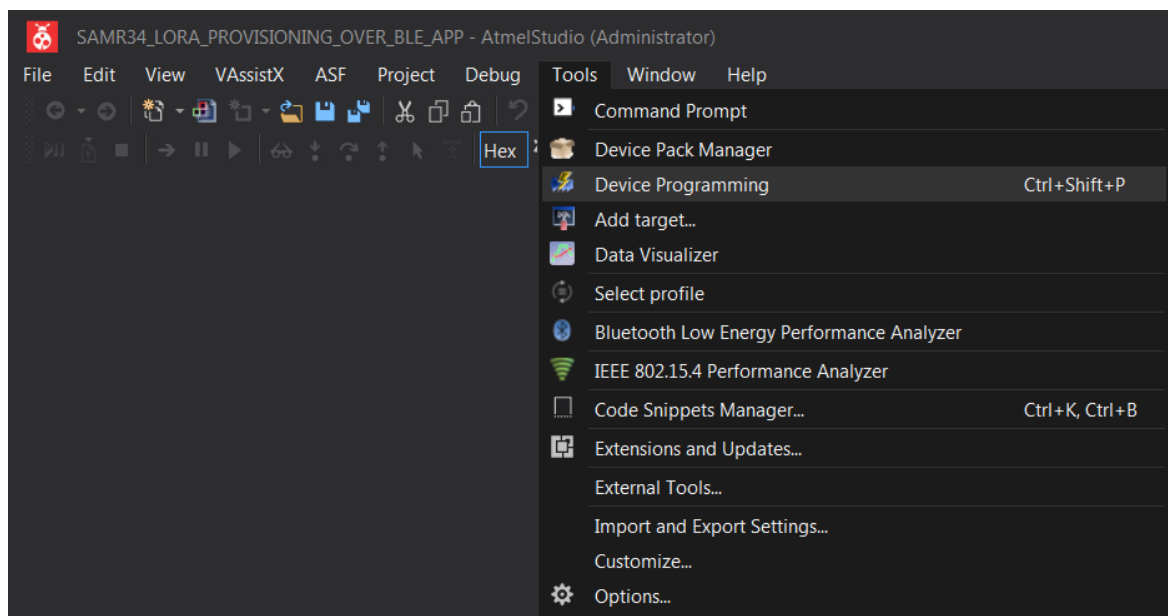 SAMR34_LORA_PROVISIONING_OVER_BLE_APP - AtmelStudio (Administrator)
File Edit View VAssistX ASF Project Debug Tools Window Help
Command Prompt
Device Pack Manager
Hex
Device Programming Ctrl+Shift+P
Add target...
Data Visualizer
Select profile
Bluetooth Low Energy Performance Analyzer
IEEE 802.15.4 Performance Analyzer
Code Snippets Manager... Ctrl+K, Ctrl+B
Extensions and Updates...
External Tools...
Import and Export Settings...
Customize...
Options...